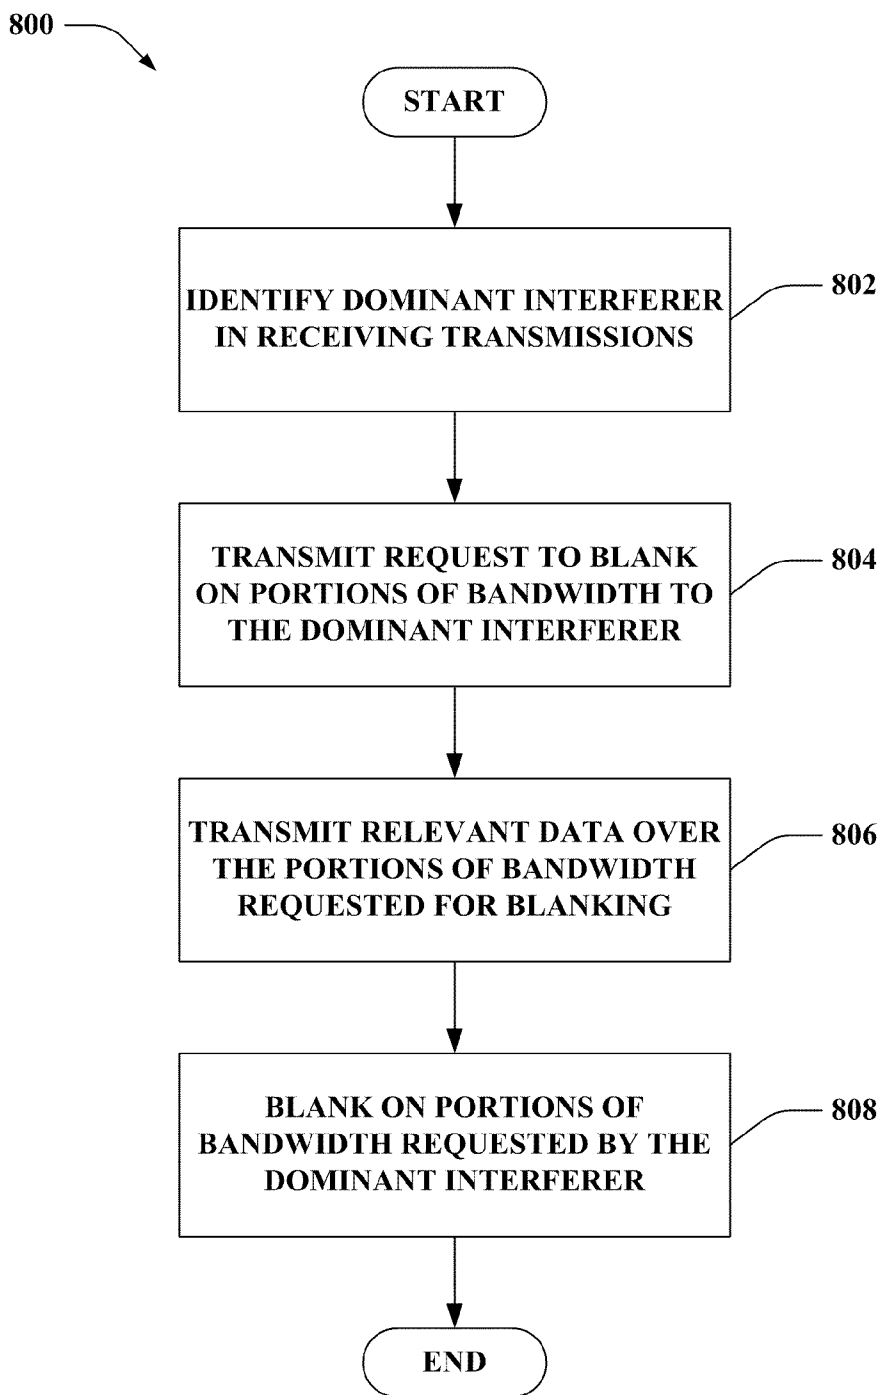 800
START
IDENTIFY DOMINANT INTERFERER
IN RECEIVING TRANSMISSIONS
802
TRANSMIT REQUEST TO BLANK
ON PORTIONS OF BANDWIDTH TO
THE DOMINANT INTERFERER
804
TRANSMIT RELEVANT DATA OVER
THE PORTIONS OF BANDWIDTH
REQUESTED FOR BLANKING
806
BLANK ON PORTIONS OF
BANDWIDTH REQUESTED BY THE
DOMINANT INTERFERER
808
END